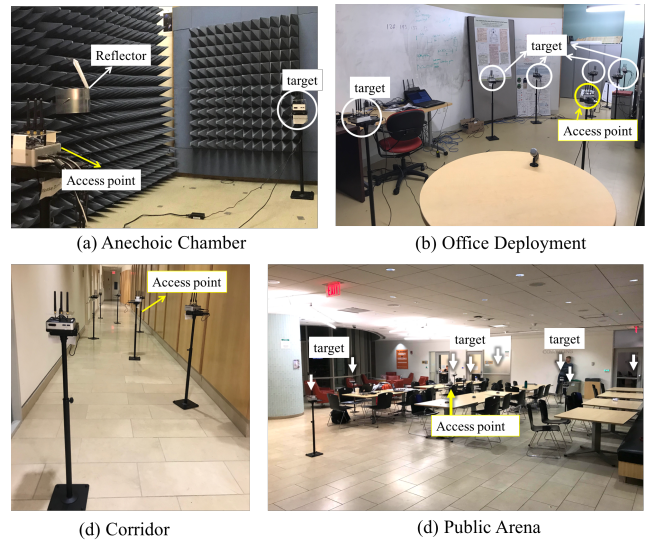 Reflector
target
Access point
(a) Anechoic Chamber
target
target
Access point
(b) Office Deployment
Access point
(d) Corridor
EXIT
target
target
target
Access point
(d) Public Arena